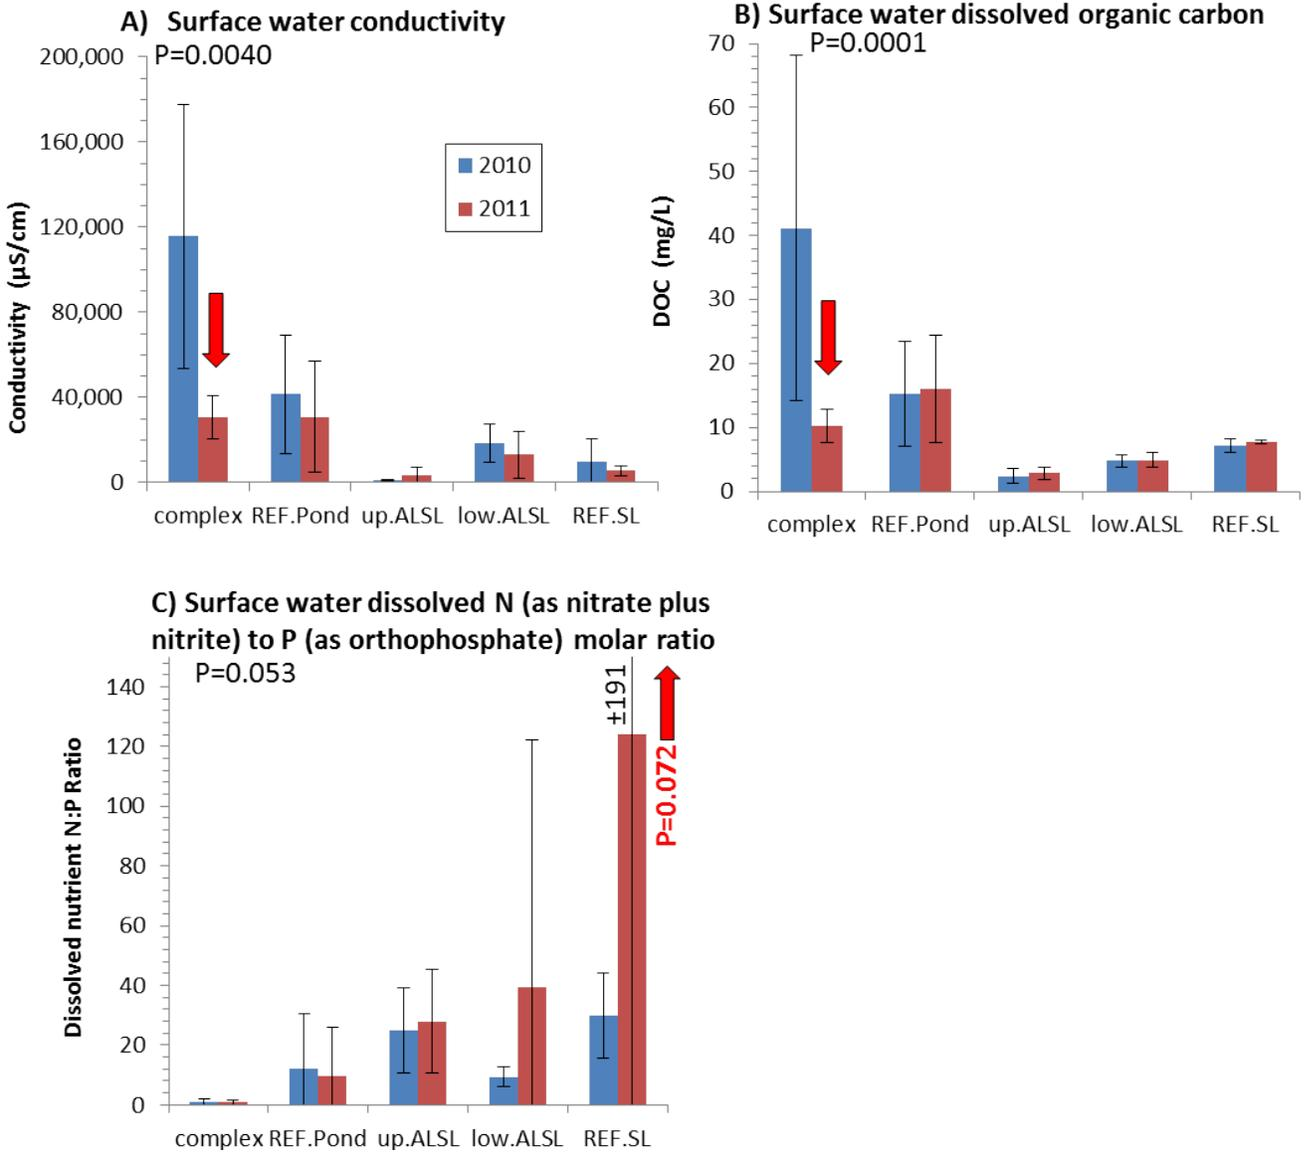 A) Surface water conductivity
P=0.0040
200,000
160,000
120,000
80,000
40,000
0
Conductivity (µS/cm)
2010
2011
complex REF.Pond up.ALSL low.ALSL REF.SL
B) Surface water dissolved organic carbon
P=0.0001
70
60
50
40
30
20
10
0
DOC (mg/L)
complex REF.Pond up.ALSL low.ALSL REF.SL
C) Surface water dissolved N (as nitrate plus
nitrite) to P (as orthophosphate) molar ratio
P=0.053
140
120
100
80
60
40
20
0
Dissolved nutrient N:P Ratio
±191
P=0.072
complex REF.Pond up.ALSL low.ALSL REF.SL